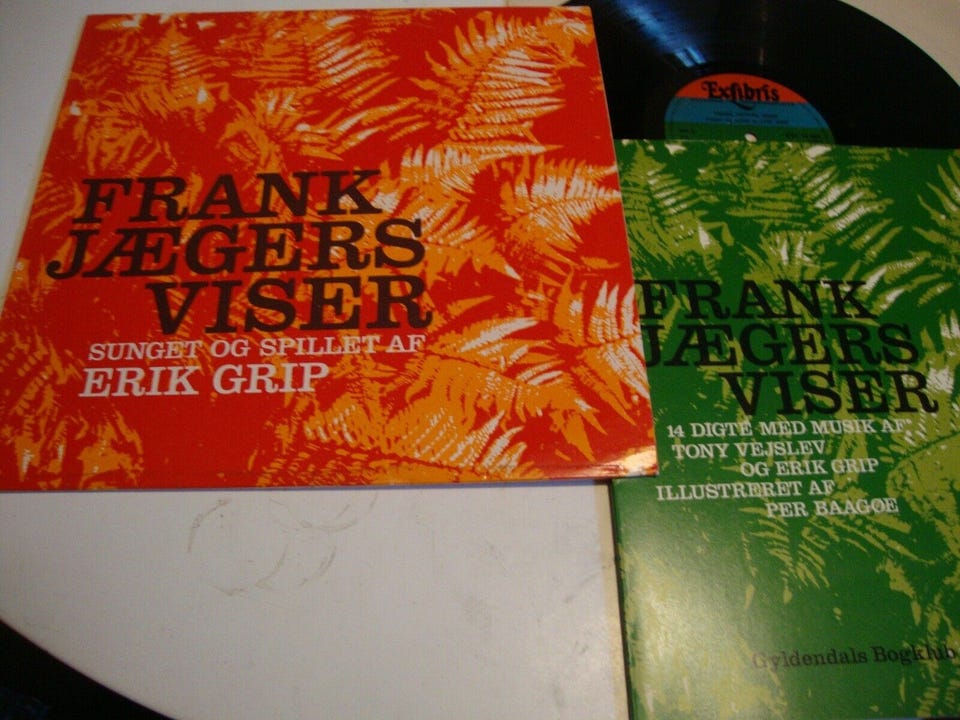 FRANK
JÆGERS
VISER
SUNGET OG SPILLET AF
ERIK GRIP
Exlibris
FRANK
JÆGERS
VISER
14 DIGTE MED MUSIK AF
TONY VEJSLEV
OG ERIK GRIP
ILLUSTRERET AF
PER BAAGØE
Gyldendals Bogklub